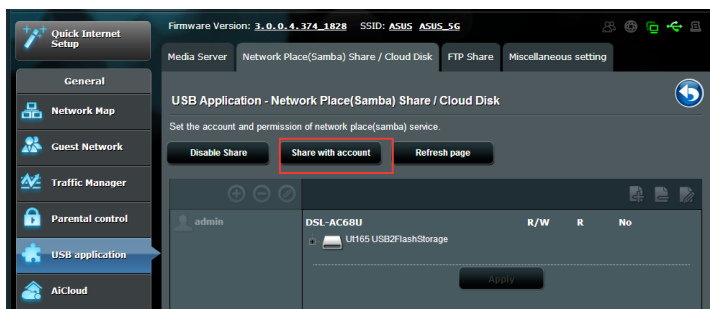 Quick Internet
Setup
Firmware Version: 3.0.0.4.374_1828 SSID: ASUS ASUS_5G
Media Server Network Place(Samba) Share / Cloud Disk FTP Share Miscellaneous setting
General
Network Map
Guest Network
Traffic Manager
Parental control
USB application
AiCloud
USB Application - Network Place(Samba) Share / Cloud Disk
Set the account and permission of network place(samba) service.
Disable Share Share with account Refresh page
admin
DSL-AC68U R/W R No
Ut165 USB2FlashStorage
Apply